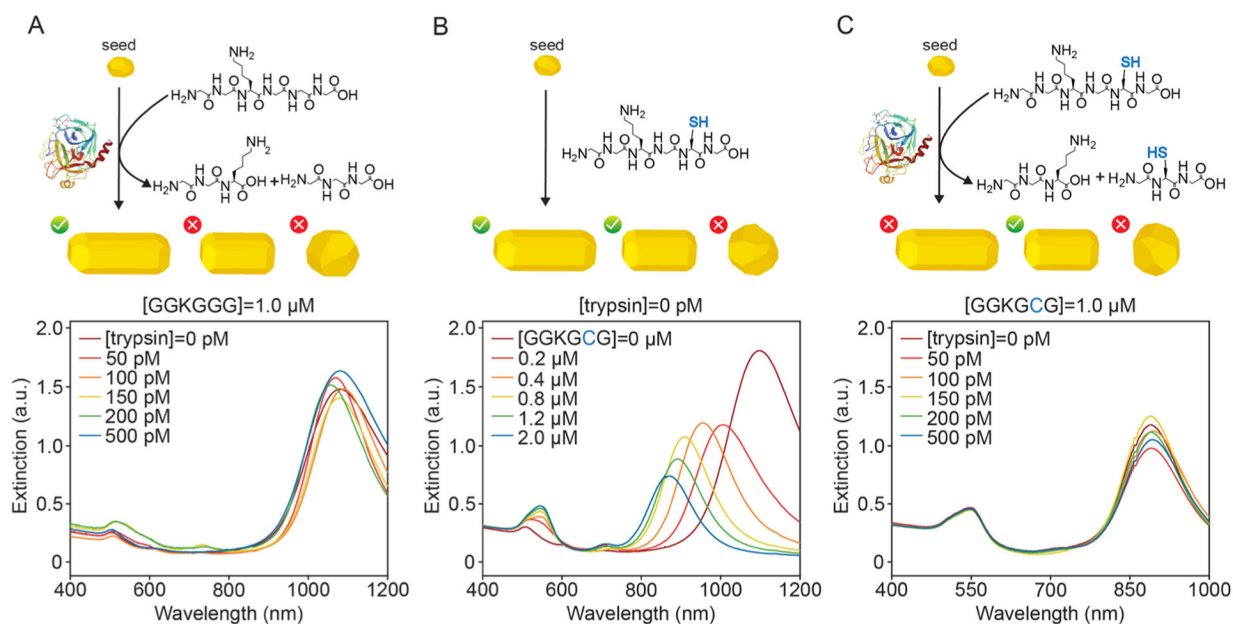 A
seed
NH₂
H₂N
H
N
O
OH
H₂N
NH₂
OH
+
H₂N
OH
[GGKGGG]=1.0 μM
2.0
1.5
1.0
0.5
0
Extinction (a.u.)
[trypsin]=0 pM
50 pM
100 pM
150 pM
200 pM
500 pM
400 600 800 1000 1200
Wavelength (nm)
B
seed
NH₂
SH
H₂N
OH
[trypsin]=0 pM
2.0
1.5
1.0
0.5
0
Extinction (a.u.)
[GGKGCG]=0 μM
0.2 μM
0.4 μM
0.8 μM
1.2 μM
2.0 μM
400 600 800 1000 1200
Wavelength (nm)
C
seed
NH₂
SH
H₂N
OH
NH₂
HS
H₂N
OH
+
H₂N
OH
[GGKGCG]=1.0 μM
2.0
1.5
1.0
0.5
0
Extinction (a.u.)
[trypsin]=0 pM
50 pM
100 pM
150 pM
200 pM
500 pM
400 550 700 850 1000
Wavelength (nm)